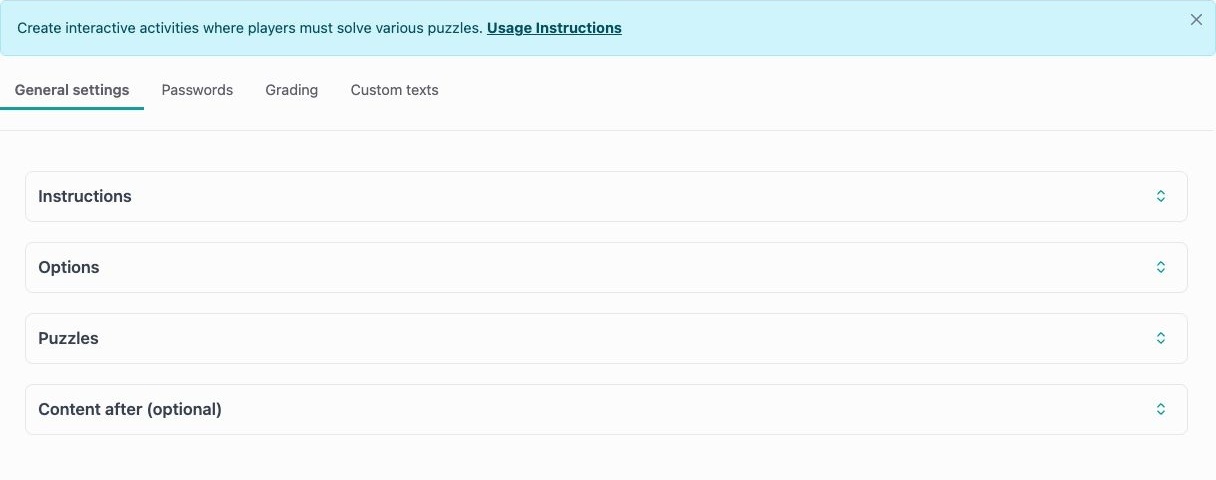 Create interactive activities where players must solve various puzzles. Usage Instructions
General settings Passwords Grading Custom texts
Instructions
Options
Puzzles
Content after (optional)